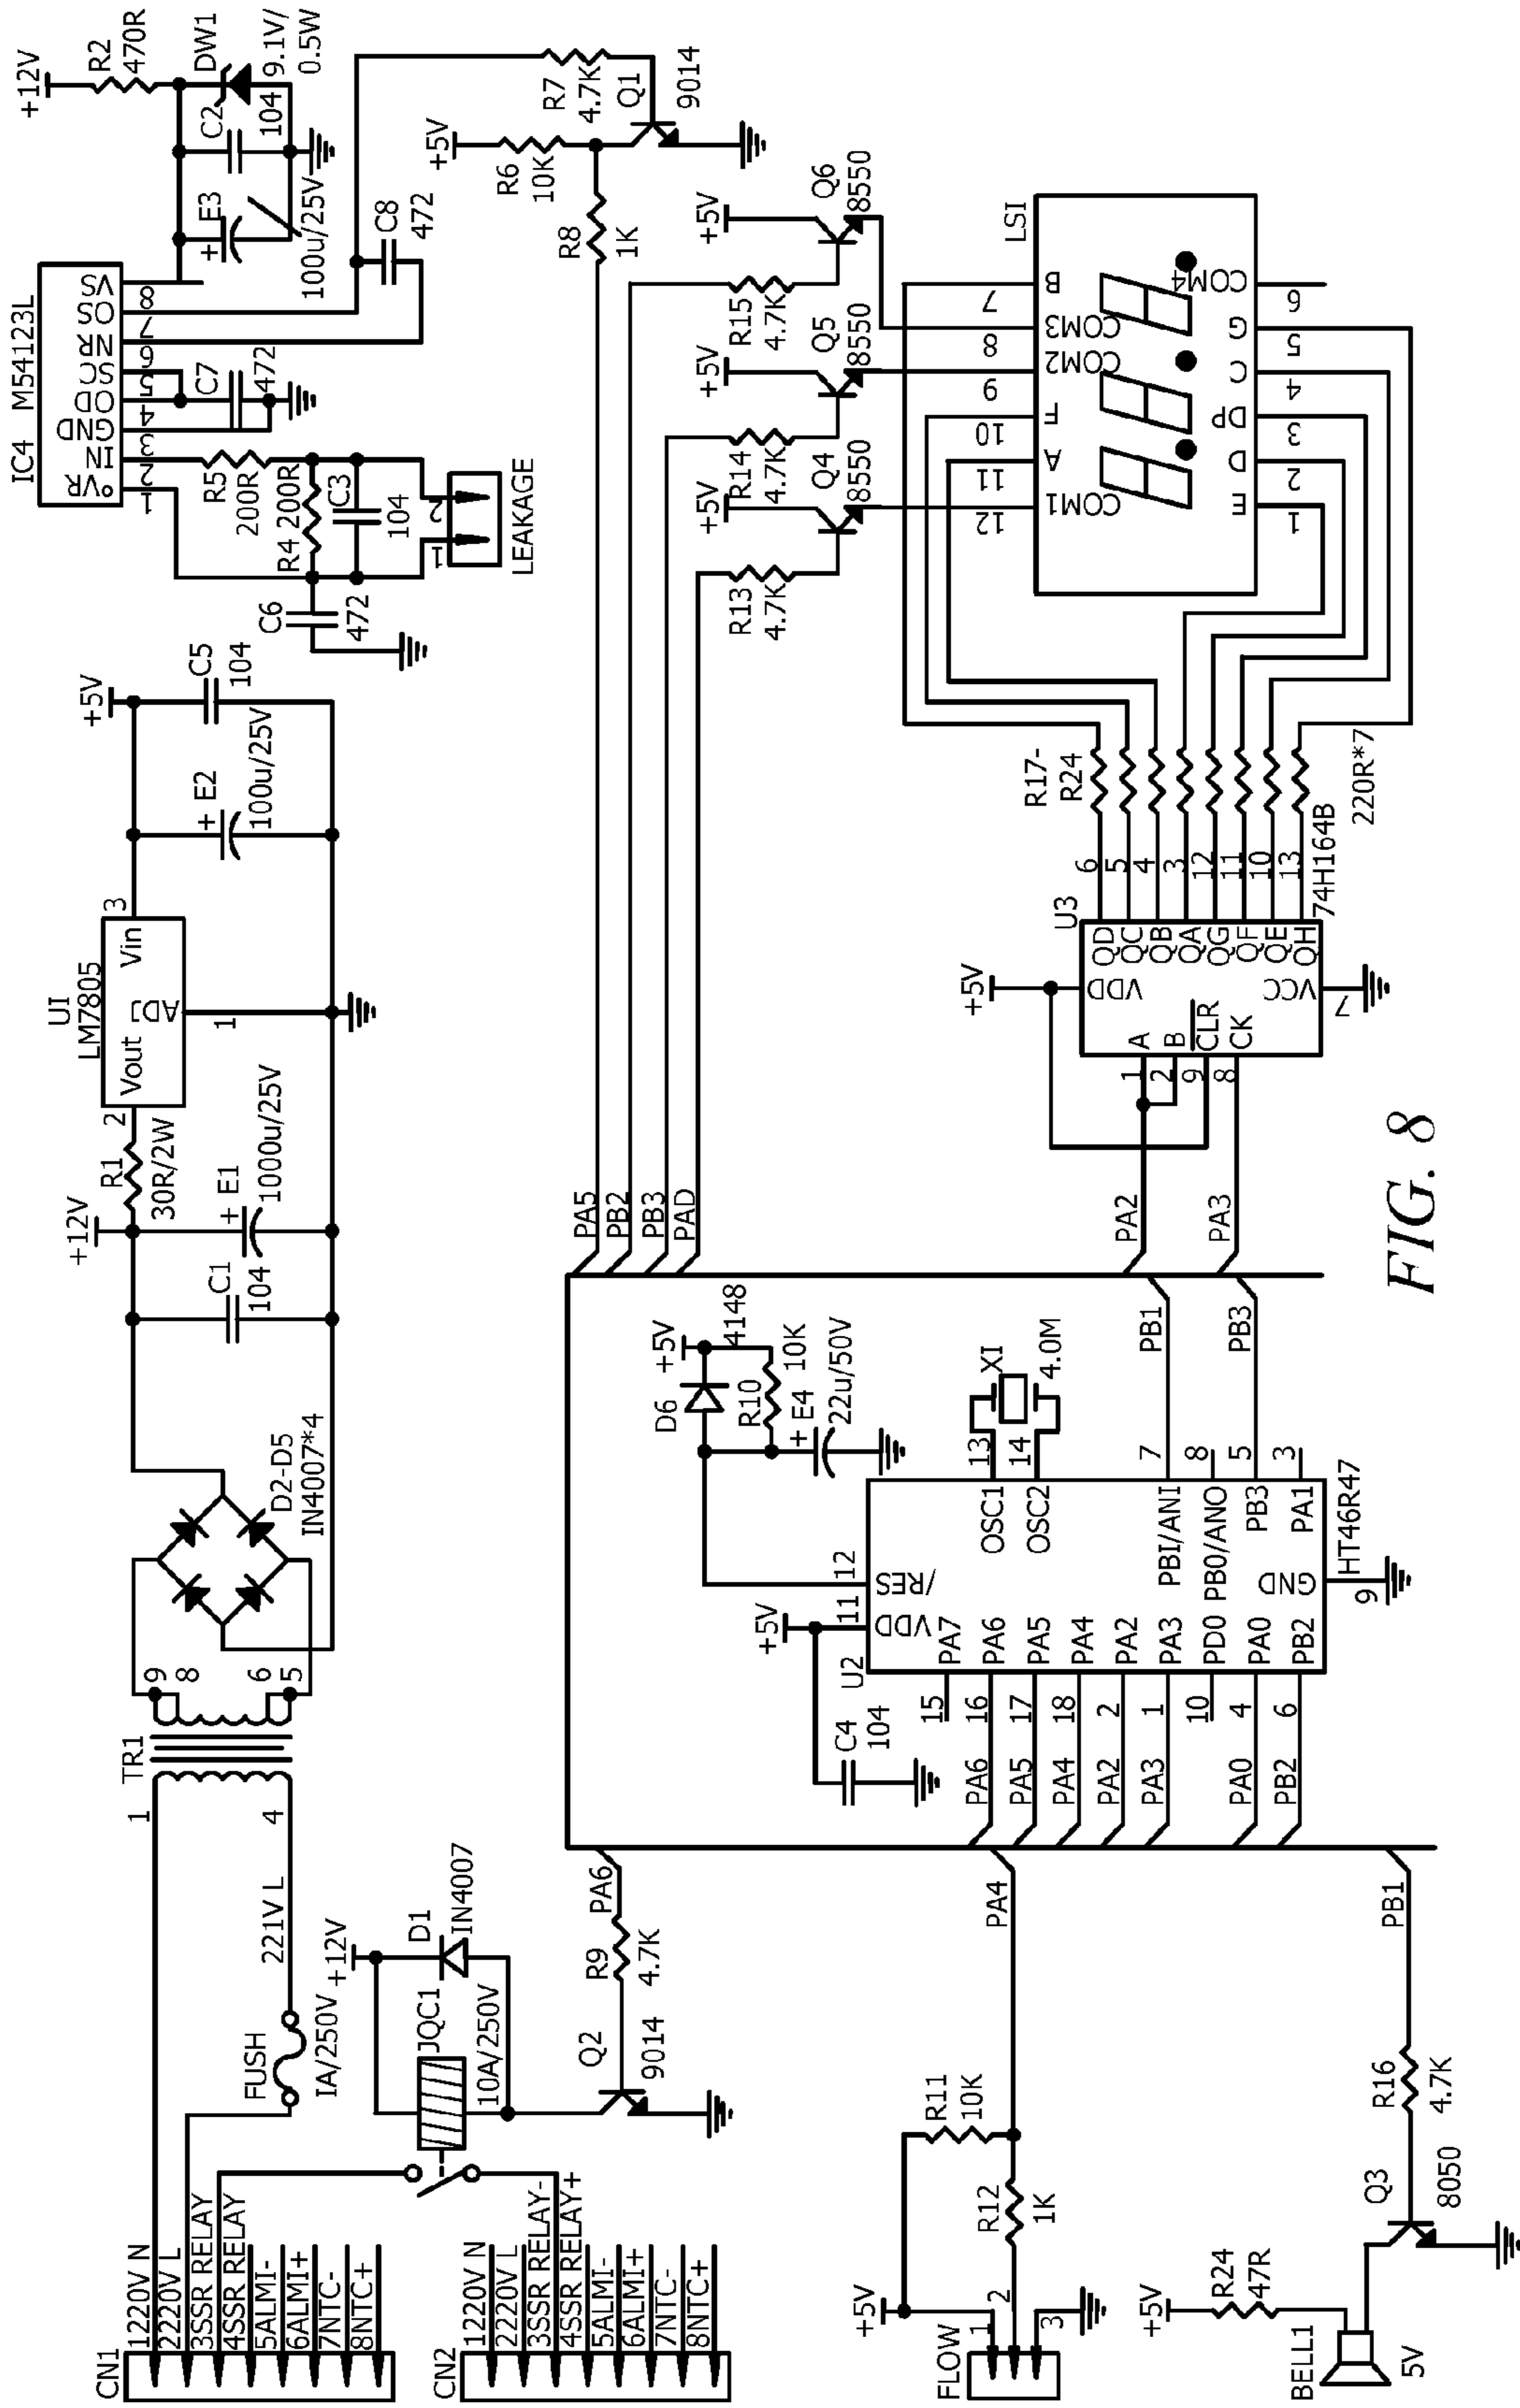 CN1
1220V N
2220V L
3SSR RELAY
4SSR RELAY
5ALMI-
6ALMI+
7NTC-
8NTC+
CN2
1220V N
2220V L
3SSR RELAY-
4SSR RELAY+
5ALMI-
6ALMI+
7NTC-
8NTC+
FUSH
IA/250V
221V L
TR1
1
4
9
8
6
5
D2-D5
IN4007*4
+12V
JQC1
10A/250V
D1
IN4007
Q2
9014
R9
4.7K
PA6
C1
104
+12V
E1
+
1000u/25V
R1
30R/2W
2
UI
LM7805
Vout
Vin
ADJ
1
3
+
E2
100u/25V
+5V
C5
104
C6
472
R4 200R
R5
200R
C3
104
1
2
LEAKAGE
IC4 M54123L
°VR
IN
GND
OD
SC
NR
OS
VS
1
2
3
4
5
6
7
8
C7
472
C8
472
+
E3
100u/25V
C2
104
+12V
R2
470R
DW1
9.1V/
0.5W
R7
4.7K
Q1
9014
+5V
R6
10K
R8
1K
PA5
PB2
PB3
PAD
R13
4.7K
R14
4.7K
R15
4.7K
+5V
+5V
+5V
Q4
8550
Q5
8550
Q6
8550
LSI
COM1
A
F
COM2
COM3
B
12
11
10
9
8
7
E
D
DP
C
G
COM4
1
2
3
4
5
6
R17-
R24
220R*7
U3
74H164B
+5V
VDD
VCC
7
QD
QC
QB
QA
QG
QF
QE
QH
6
5
4
3
12
11
10
13
A
B
CLR
CK
1
2
9
8
PA2
PA3
+5V
D6
4148
R10
10K
+
E4
22u/50V
XI
4.0M
13
14
PB1
7
8
PB3
5
3
U2
HT46R47
+5V
C4
104
11
12
VDD
/RES
OSC1
OSC2
PBI/ANI
PB0/ANO
PB3
PA1
GND
9
PA7
PA6
PA5
PA4
PA2
PA3
PD0
PA0
PB2
15
16
17
18
2
1
10
4
6
PA6
PA5
PA4
PA2
PA3
PA0
PB2
PA4
FLOW
+5V
1
2
3
R11
10K
R12
1K
BELL1
5V
+5V
R24
47R
Q3
8050
R16
4.7K
PB1
FIG. 8